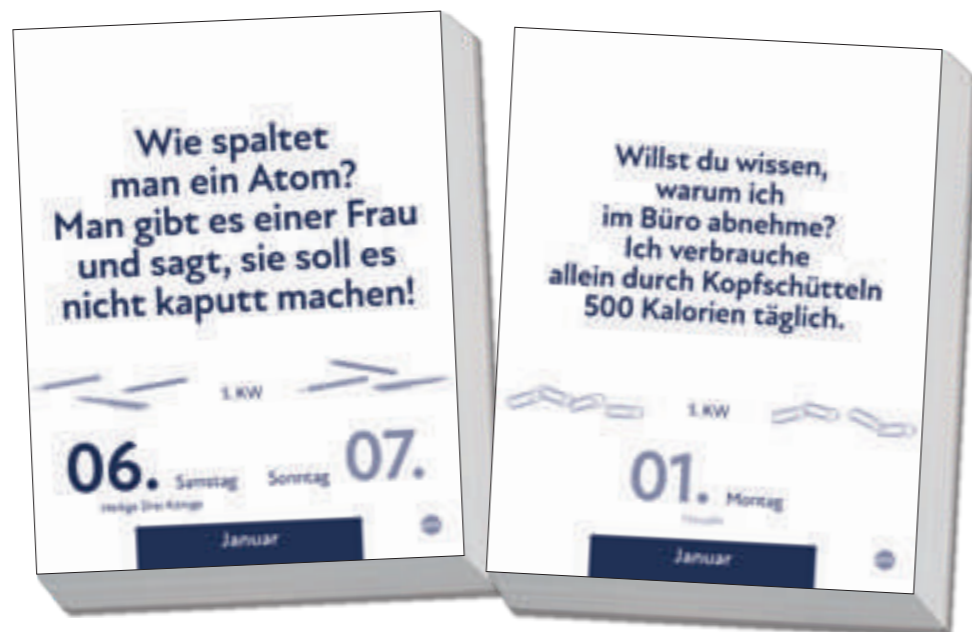 Wie spaltet
man ein Atom?
Man gibt es einer Frau
und sagt, sie soll es
nicht kaputt machen!
1. KW
06. Samstag Sonntag 07.
Heilige Drei Könige
Januar
Willst du wissen,
warum ich
im Büro abnehme?
Ich verbrauche
allein durch Kopfschütteln
500 Kalorien täglich.
1. KW
01. Montag
Januar